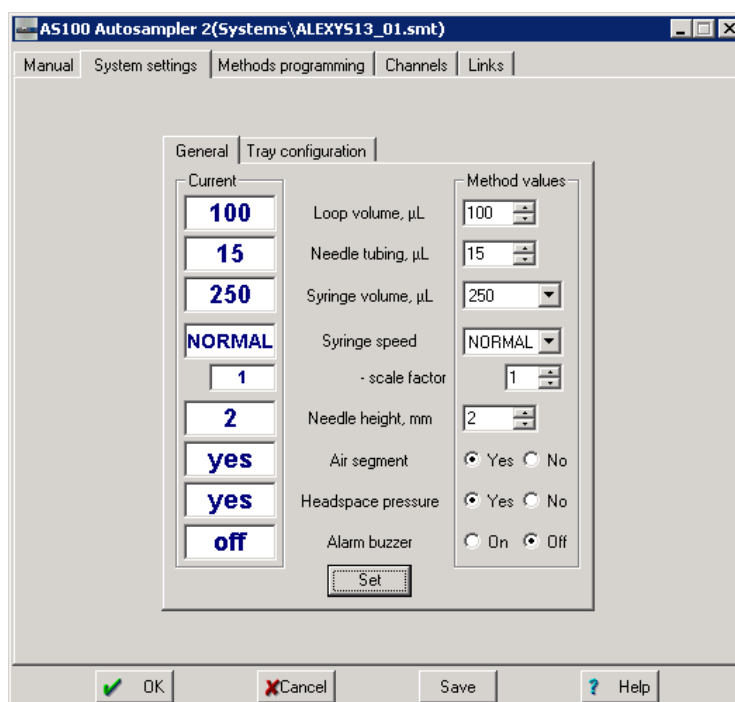 AS100 Autosampler 2(Systems\ALEXYS13_01.smt)
Manual System settings Methods programming Channels Links
General Tray configuration
Current Method values
100 Loop volume, µL 100
15 Needle tubing, µL 15
250 Syringe volume, µL 250
NORMAL Syringe speed NORMAL
1 - scale factor 1
2 Needle height, mm 2
yes Air segment Yes No
yes Headspace pressure Yes No
off Alarm buzzer On Off
Set
OK Cancel Save ? Help